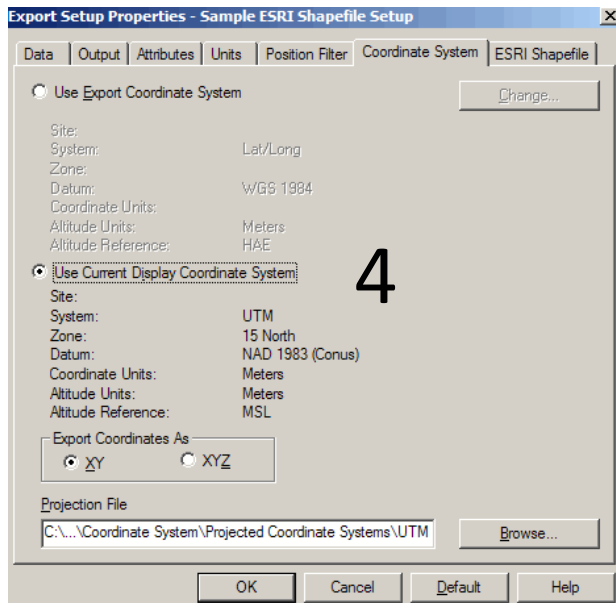 Export Setup Properties - Sample ESRI Shapefile Setup
Data Output Attributes Units Position Filter Coordinate System ESRI Shapefile
Use Export Coordinate System Change...
Site:
System: Lat/Long
Zone:
Datum: WGS 1984
Coordinate Units:
Altitude Units: Meters
Altitude Reference: HAE
Use Current Display Coordinate System
4
Site:
System: UTM
Zone: 15 North
Datum: NAD 1983 (Conus)
Coordinate Units: Meters
Altitude Units: Meters
Altitude Reference: MSL
Export Coordinates As
XY XYZ
Projection File
C:\...\Coordinate System\Projected Coordinate Systems\UTM Browse...
OK Cancel Default Help